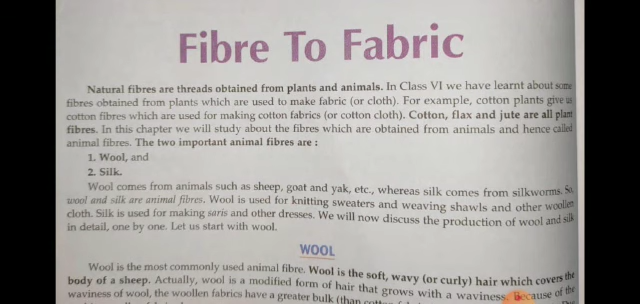 Fibre To Fabric
Natural fibres are threads obtained from plants and animals. In Class VI we have learnt about some
fibres obtained from plants which are used to make fabric (or cloth). For example, cotton plants give us
cotton fibres which are used for making cotton fabrics (or cotton cloth). Cotton, flax and jute are all plant
fibres. In this chapter we will study about the fibres which are obtained from animals and hence called
animal fibres. The two important animal fibres are :
1. Wool, and
2. Silk.
Wool comes from animals such as sheep, goat and yak, etc., whereas silk comes from silkworms. So,
wool and silk are animal fibres. Wool is used for knitting sweaters and weaving shawls and other woollen
cloth. Silk is used for making saris and other dresses. We will now discuss the production of wool and silk
in detail, one by one. Let us start with wool.
WOOL
Wool is the most commonly used animal fibre. Wool is the soft, wavy (or curly) hair which covers the
body of a sheep. Actually, wool is a modified form of hair that grows with a waviness. Because of the
waviness of wool, the woollen fabrics have a greater bulk (than